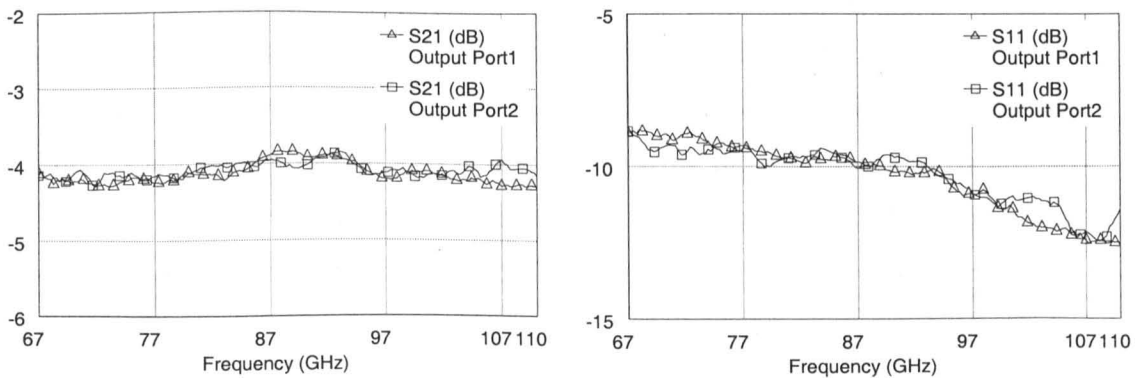 -2
-3
-4
-5
-6
S21 (dB)
Output Port1
S21 (dB)
Output Port2
67
77
87
97
107 110
Frequency (GHz)
-5
-10
-15
S11 (dB)
Output Port1
S11 (dB)
Output Port2
67
77
87
97
107 110
Frequency (GHz)